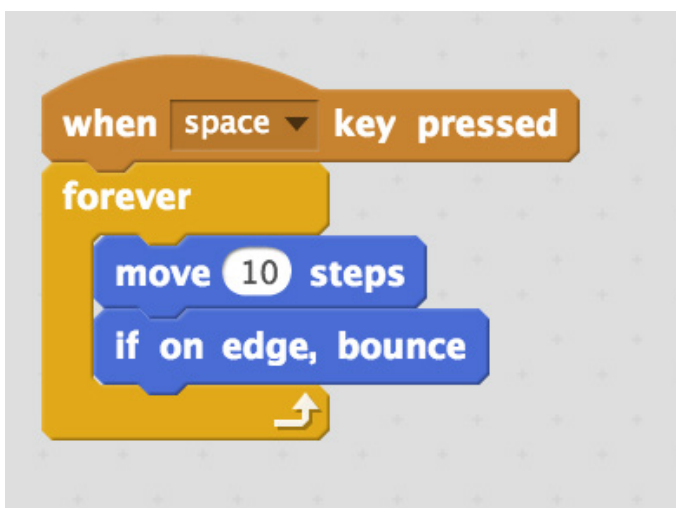 when space key pressed
forever
move 10 steps
if on edge, bounce